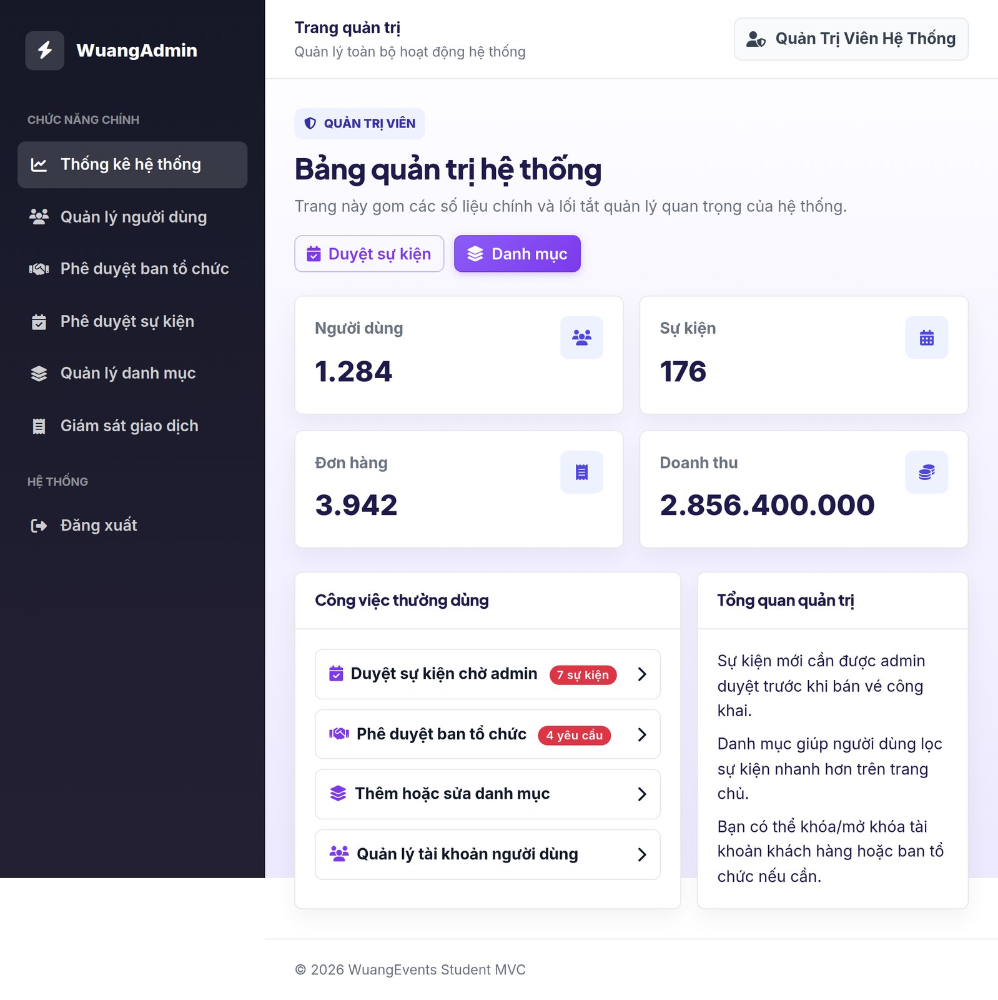 WuangAdmin
CHỨC NĂNG CHÍNH
Thống kê hệ thống
Quản lý người dùng
Phê duyệt ban tổ chức
Phê duyệt sự kiện
Quản lý danh mục
Giám sát giao dịch
HỆ THỐNG
Đăng xuất
Trang quản trị
Quản lý toàn bộ hoạt động hệ thống
Quản Trị Viên Hệ Thống
QUẢN TRỊ VIÊN
Bảng quản trị hệ thống
Trang này gom các số liệu chính và lối tắt quản lý quan trọng của hệ thống.
Duyệt sự kiện
Danh mục
Người dùng
1.284
Sự kiện
176
Đơn hàng
3.942
Doanh thu
2.856.400.000
Công việc thường dùng
Duyệt sự kiện chờ admin 7 sự kiện
Phê duyệt ban tổ chức 4 yêu cầu
Thêm hoặc sửa danh mục
Quản lý tài khoản người dùng
Tổng quan quản trị
Sự kiện mới cần được admin
duyệt trước khi bán vé công
khai.
Danh mục giúp người dùng lọc
sự kiện nhanh hơn trên trang
chủ.
Bạn có thể khóa/mở khóa tài
khoản khách hàng hoặc ban tổ
chức nếu cần.
© 2026 WuangEvents Student MVC